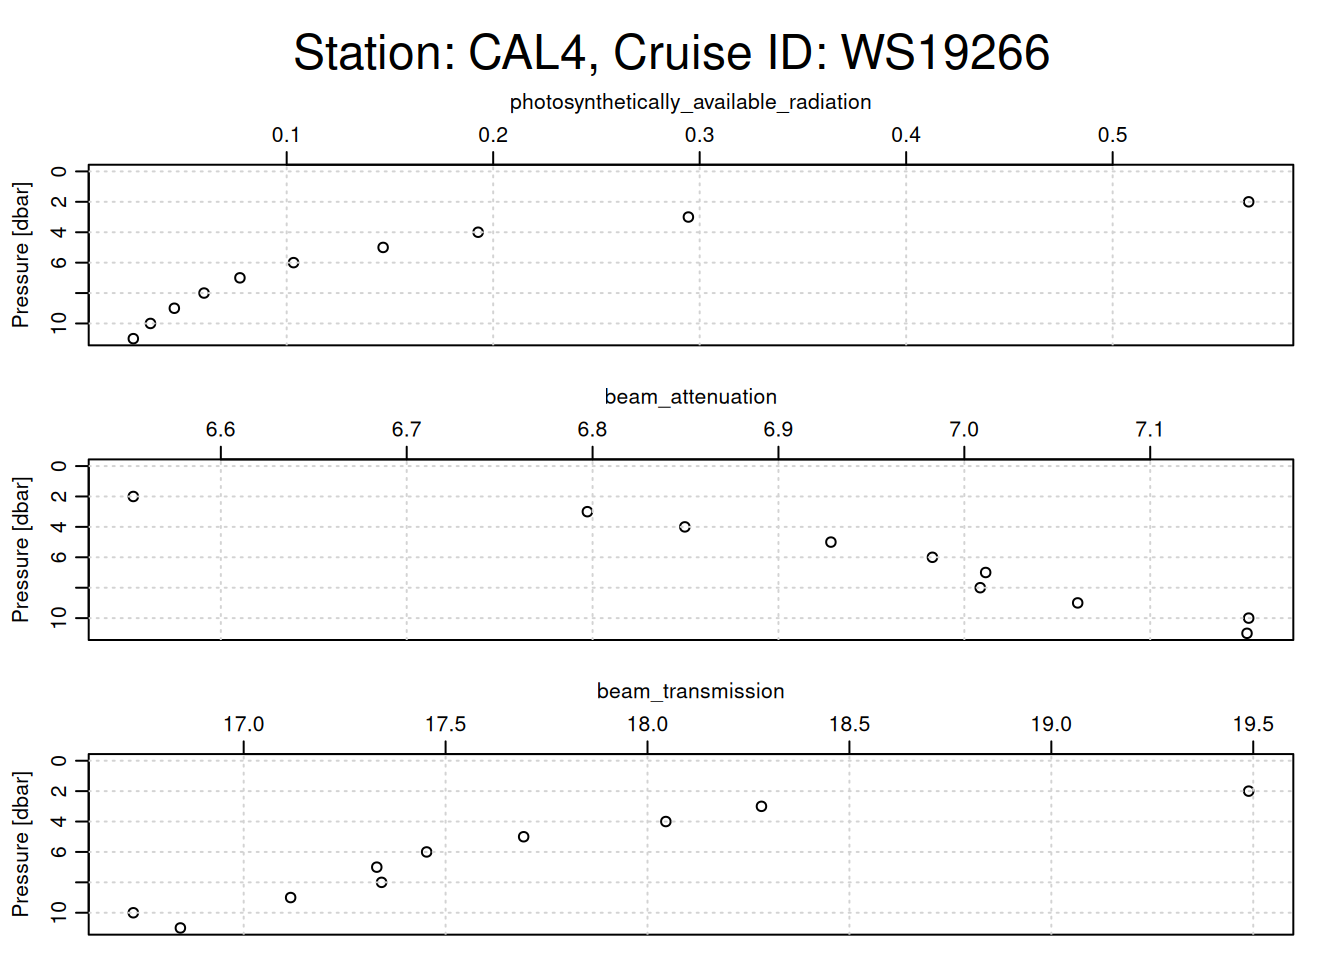 Station: CAL4, Cruise ID: WS19266
photosynthetically_available_radiation
0.1 0.2 0.3 0.4 0.5
Pressure [dbar]
0 2 4 6 10
beam_attenuation
6.6 6.7 6.8 6.9 7.0 7.1
Pressure [dbar]
0 2 4 6 10
beam_transmission
17.0 17.5 18.0 18.5 19.0 19.5
Pressure [dbar]
0 2 4 6 10